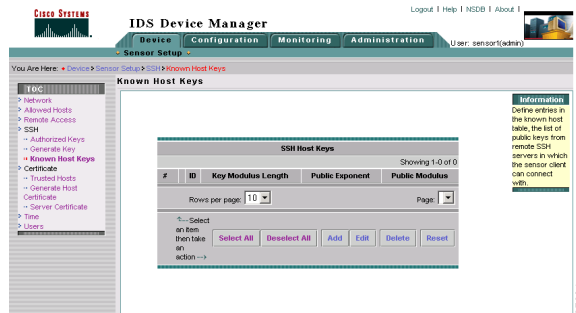 CISCO SYSTEMS
Logout | Help | NSDB | About |
IDS Device Manager
Device Configuration Monitoring Administration
User: sensor1(admin)
Sensor Setup
You Are Here: Device > Sensor Setup > SSH > Known Host Keys
Known Host Keys
TOC
Network
Allowed Hosts
Remote Access
SSH
Authorized Keys
Generate Key
Known Host Keys
Certificate
Trusted Hosts
Generate Host
Certificate
Server Certificate
Time
Users
SSH Host Keys
Showing 1-0 of 0
# ID Key Modulus Length Public Exponent Public Modulus
Rows per page: 10 Page:
Select
an item
then take
an
action
Select All Deselect All Add Edit Delete Reset
Information
Define entries in
the known host
table, the list of
public keys from
remote SSH
servers in which
the sensor client
can connect
with.